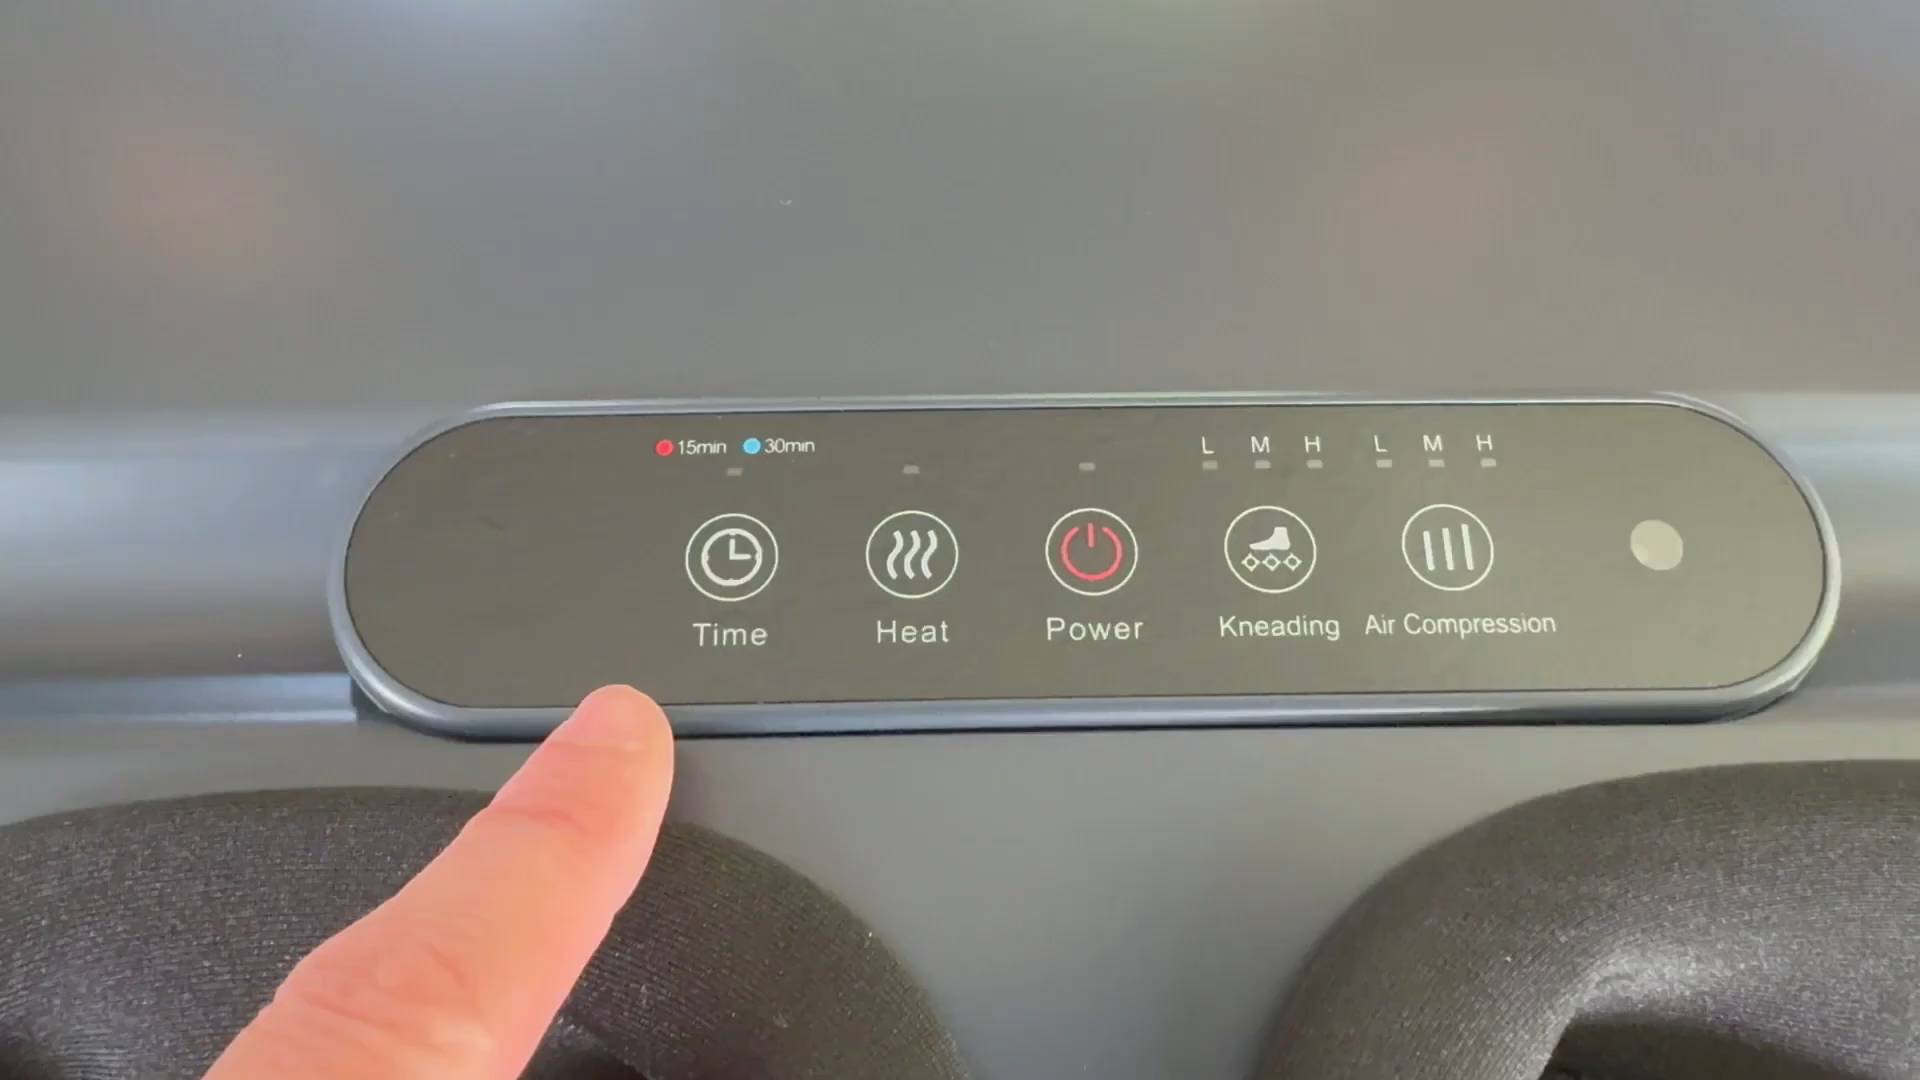 15min 30min
L M H L M H
Time Heat Power Kneading Air Compression